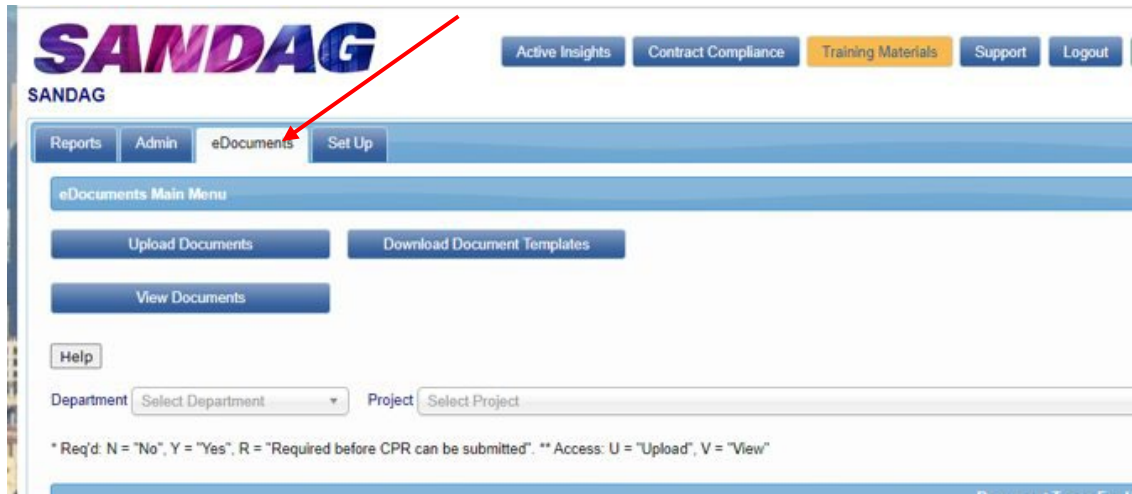 SANDAG
Active Insights Contract Compliance Training Materials Support Logout
SANDAG
Reports Admin eDocuments Set Up
eDocuments Main Menu
Upload Documents Download Document Templates
View Documents
Help
Department Select Department Project Select Project
* Req'd: N = "No", Y = "Yes", R = "Required before CPR can be submitted". ** Access: U = "Upload", V = "View"